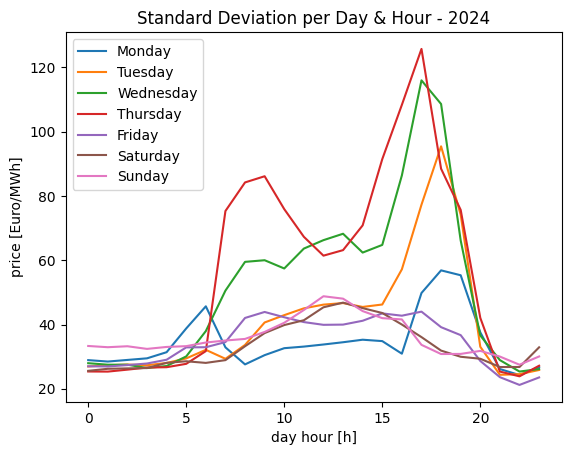 Standard Deviation per Day & Hour - 2024
Monday
Tuesday
Wednesday
Thursday
Friday
Saturday
Sunday
120
100
80
60
40
20
price [Euro/MWh]
0
5
10
15
20
day hour [h]